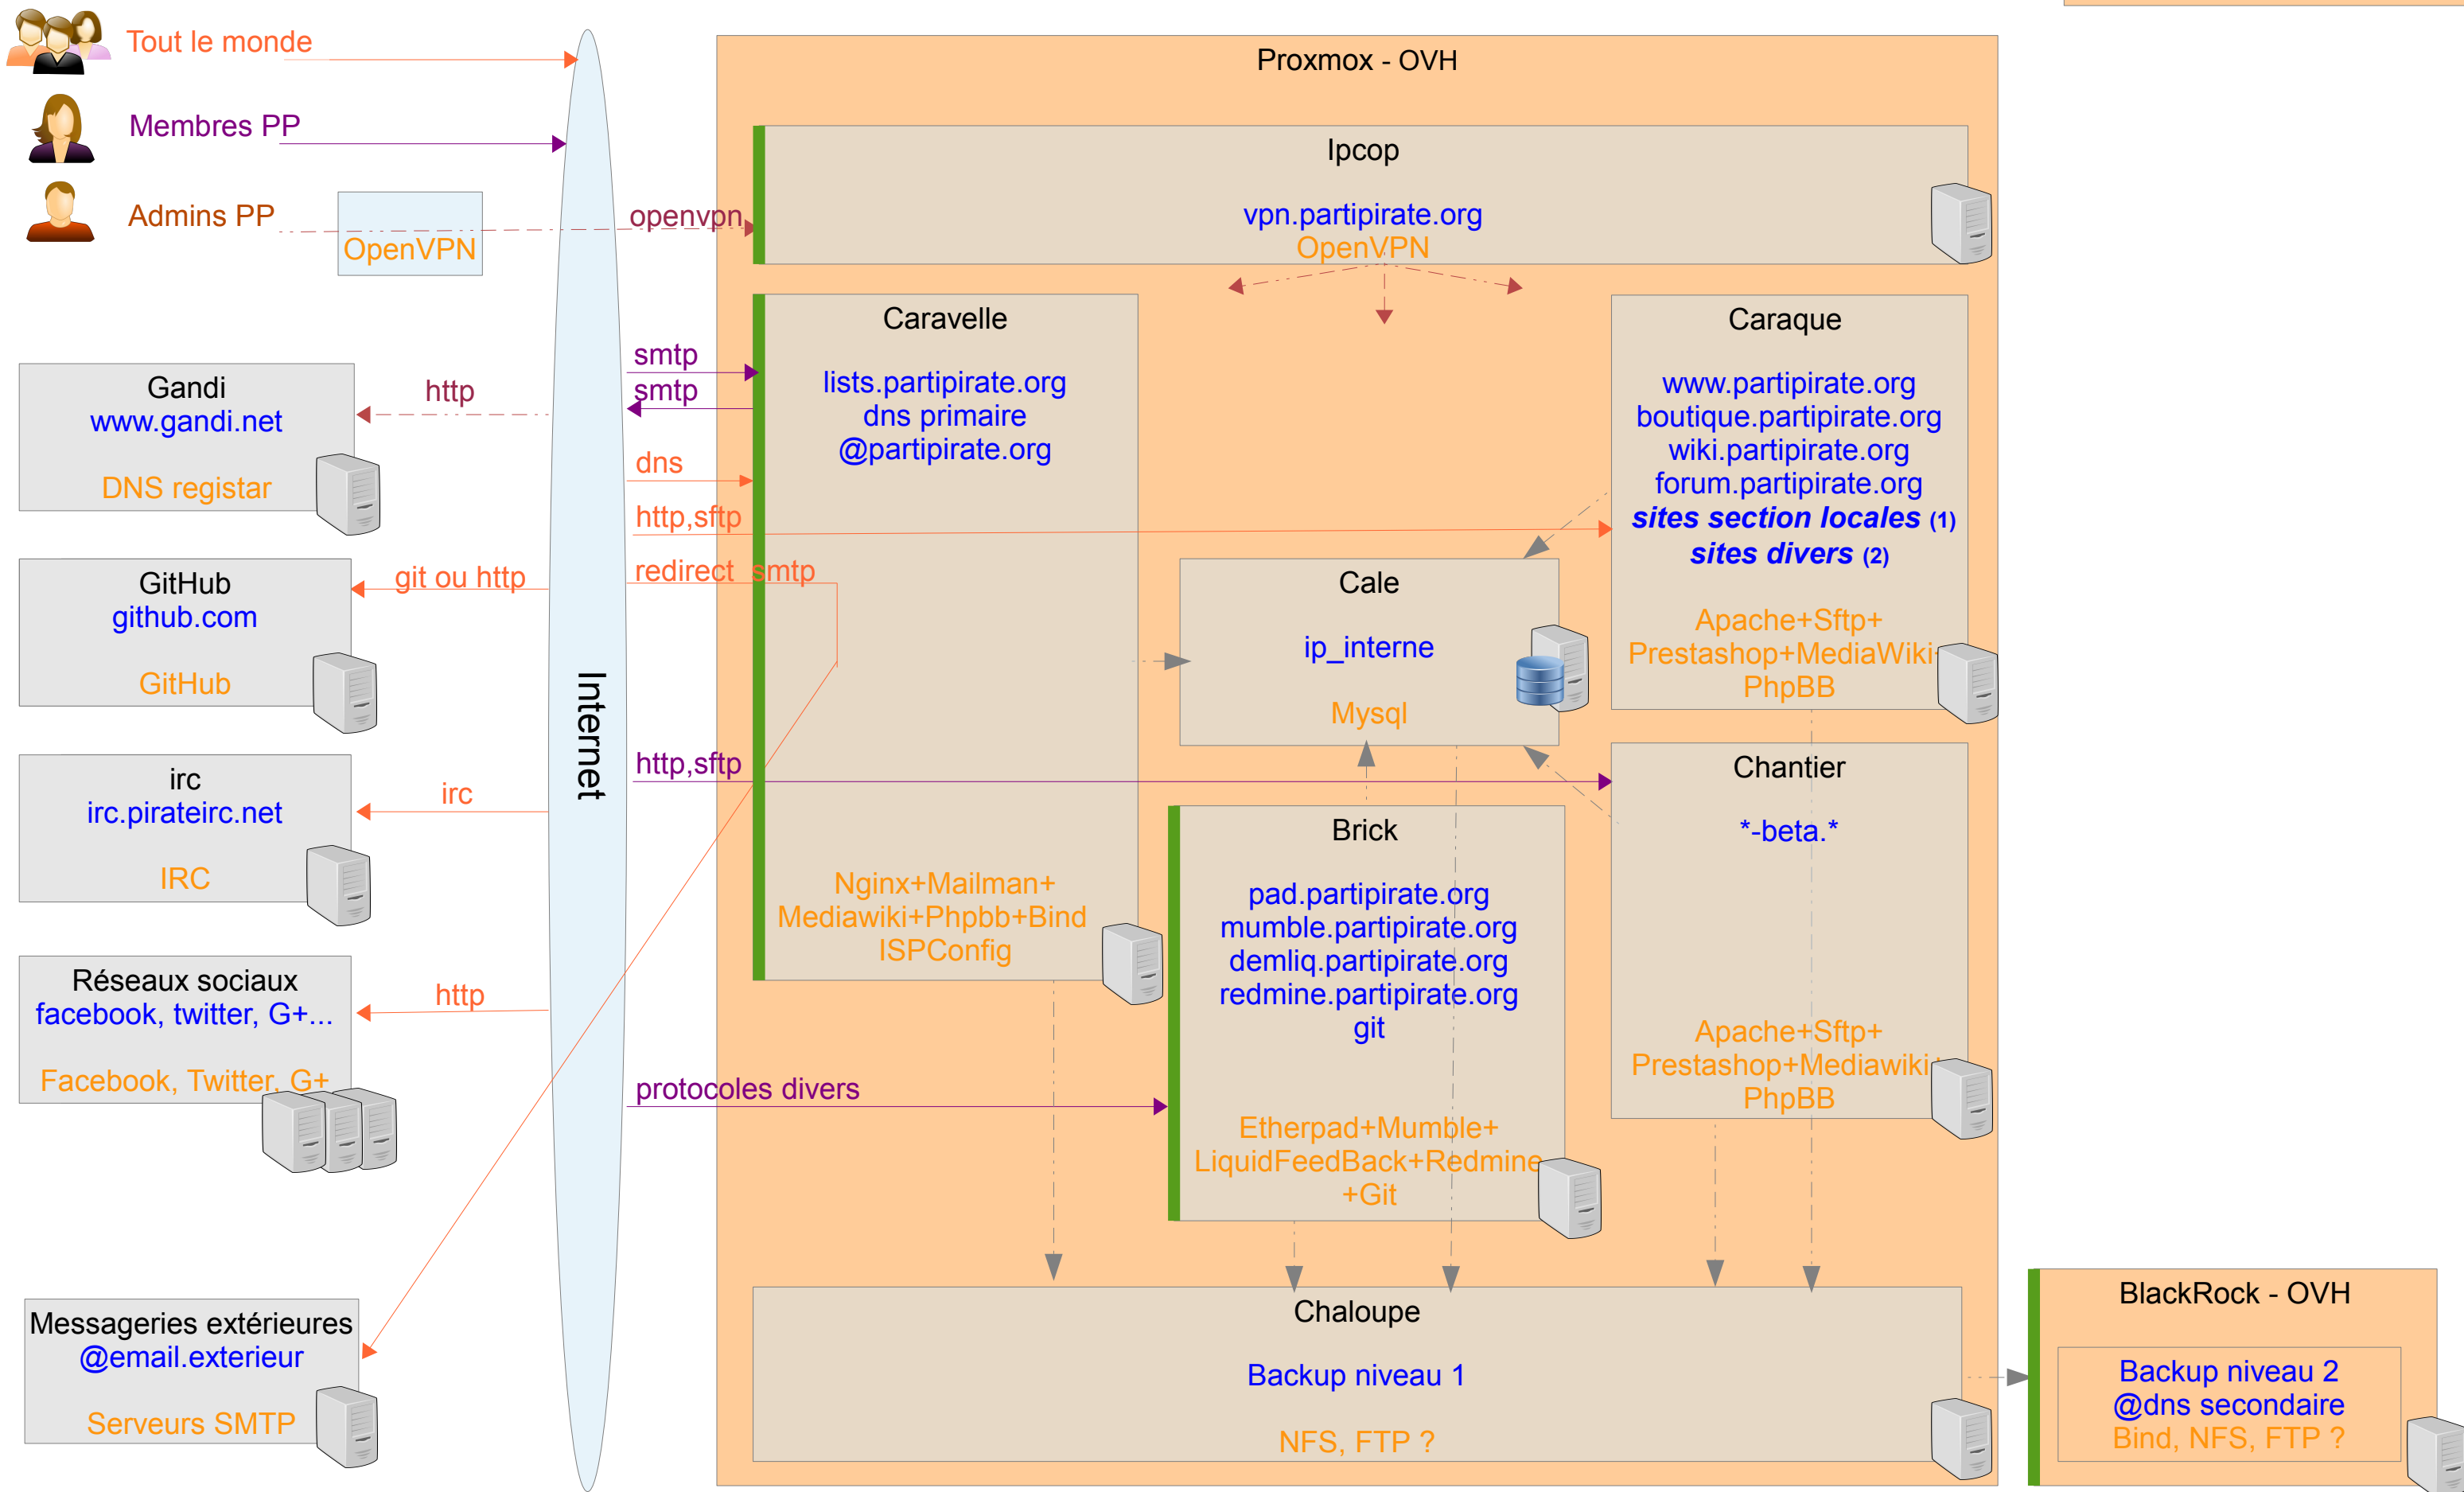 Tout le monde
Membres PP
Admins PP
OpenVPN
Gandi
www.gandi.net
DNS registar
http
GitHub
github.com
GitHub
git ou http
irc
irc.pirateirc.net
IRC
irc
Réseaux sociaux
facebook, twitter, G+...
Facebook, Twitter, G+
http
Messageries extérieures
@email.exterieur
Serveurs SMTP
Internet
openvpn
smtp
smtp
dns
http,sftp
redirect smtp
http,sftp
protocoles divers
Proxmox - OVH
Ipcop
vpn.partipirate.org
OpenVPN
Caravelle
lists.partipirate.org
dns primaire
@partipirate.org
Nginx+Mailman+
Mediawiki+Phpbb+Bind
ISPConfig
Cale
ip_interne
Mysql
Caraque
www.partipirate.org
boutique.partipirate.org
wiki.partipirate.org
forum.partipirate.org
sites section locales (1)
sites divers (2)
Apache+Sftp+
Prestashop+MediaWiki+
PhpBB
Brick
pad.partipirate.org
mumble.partipirate.org
demliq.partipirate.org
redmine.partipirate.org
git
Etherpad+Mumble+
LiquidFeedBack+Redmine
+Git
Chantier
*-beta.*
Apache+Sftp+
Prestashop+Mediawiki+
PhpBB
Chaloupe
Backup niveau 1
NFS, FTP ?
BlackRock - OVH
Backup niveau 2
@dns secondaire
Bind, NFS, FTP ?